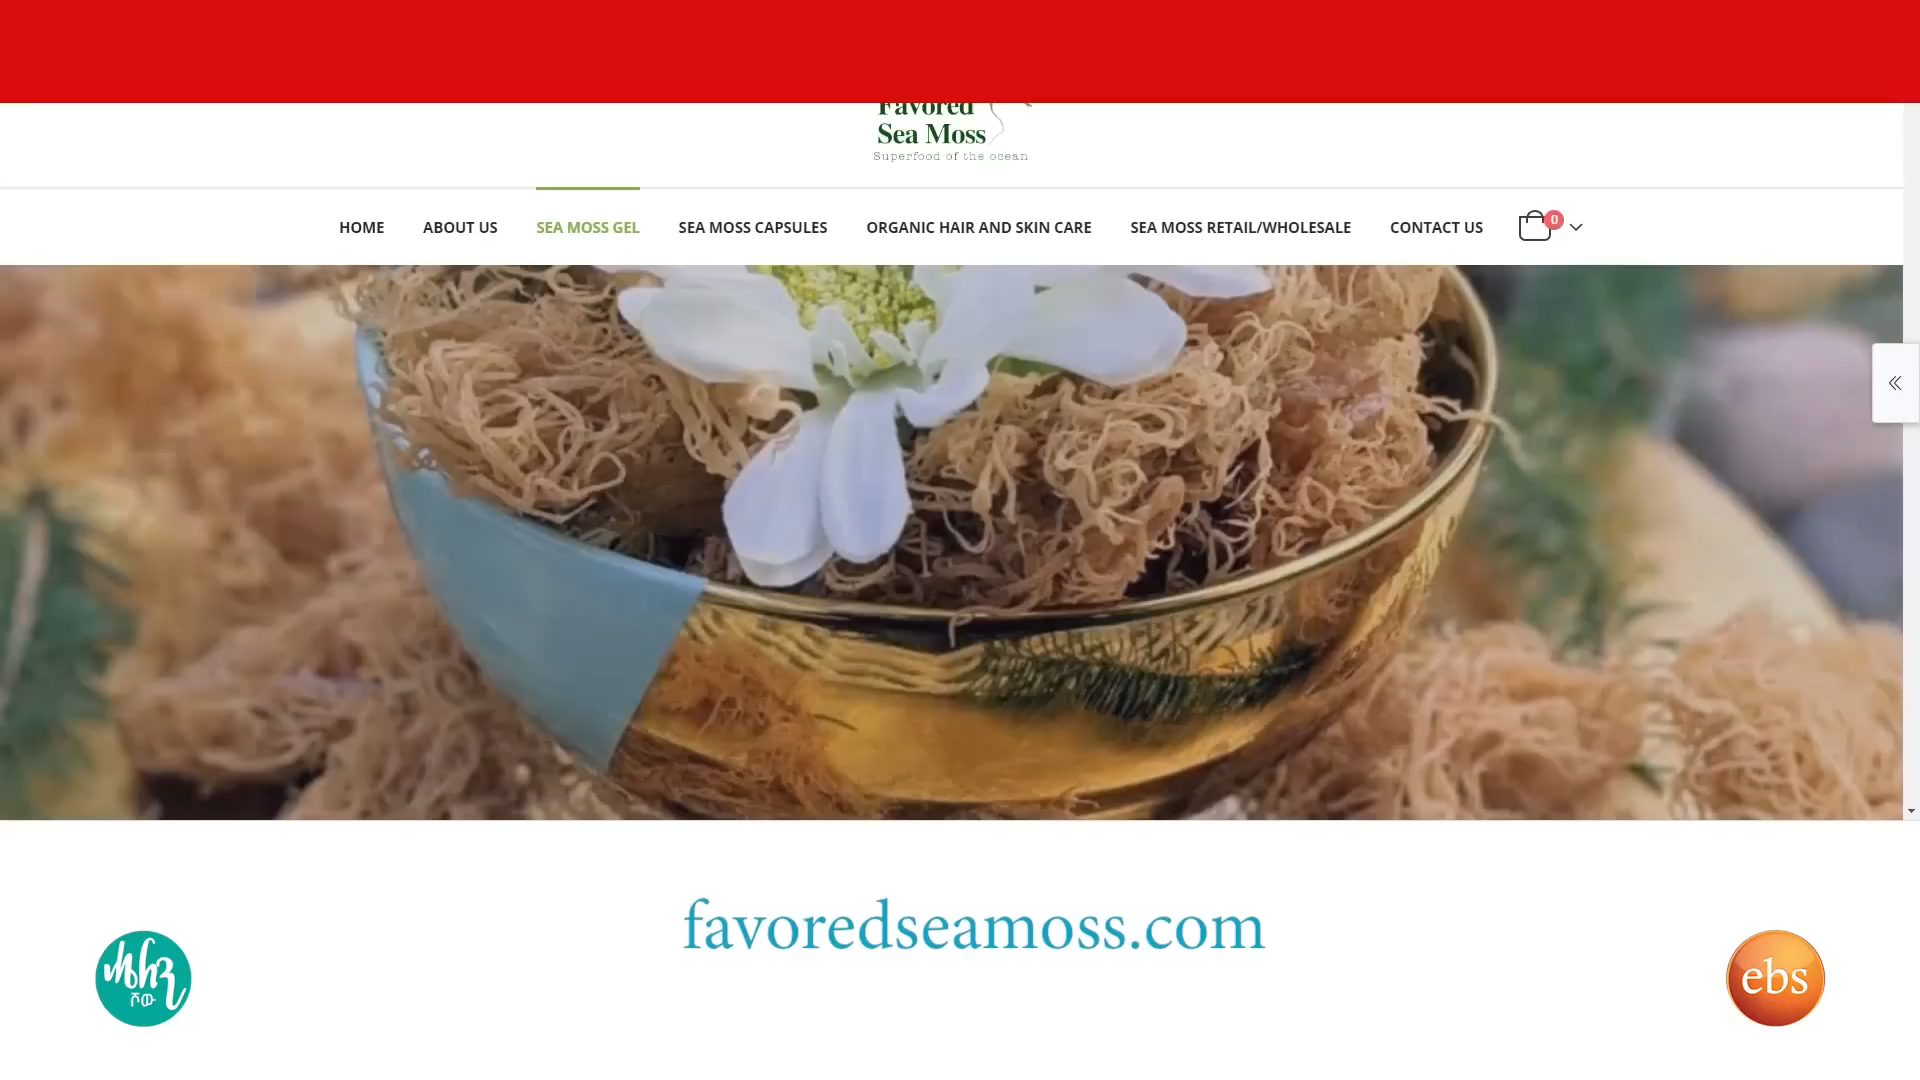 Favored
Sea Moss
Superfood of the ocean
HOME ABOUT US SEA MOSS GEL SEA MOSS CAPSULES ORGANIC HAIR AND SKIN CARE SEA MOSS RETAIL/WHOLESALE CONTACT US 0
favoredseamoss.com
ሾው
ebs